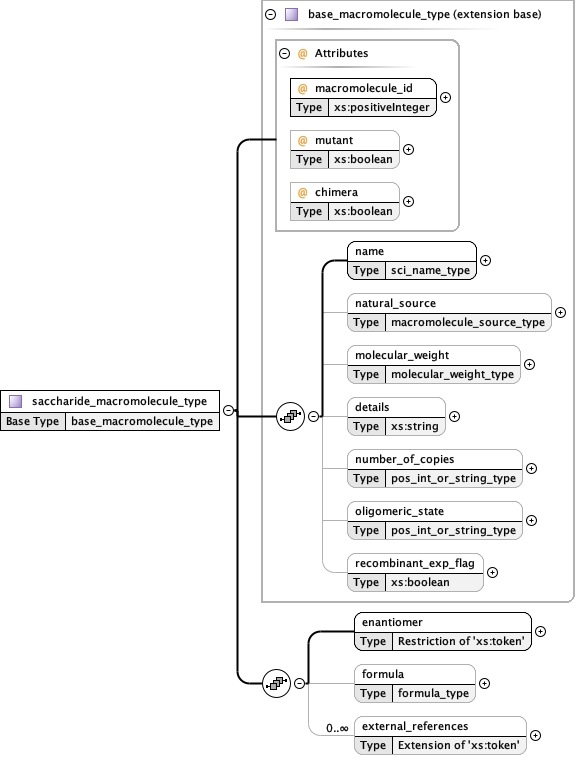 base_macromolecule_type (extension base)
@ Attributes
@ macromolecule_id
Type xs:positiveInteger
@ mutant
Type xs:boolean
@ chimera
Type xs:boolean
name
Type sci_name_type
natural_source
Type macromolecule_source_type
molecular_weight
Type molecular_weight_type
saccharide_macromolecule_type
Base Type base_macromolecule_type
details
Type xs:string
number_of_copies
Type pos_int_or_string_type
oligomeric_state
Type pos_int_or_string_type
recombinant_exp_flag
Type xs:boolean
enantiomer
Type Restriction of 'xs:token'
formula
Type formula_type
0..∞ external_references
Type Extension of 'xs:token'